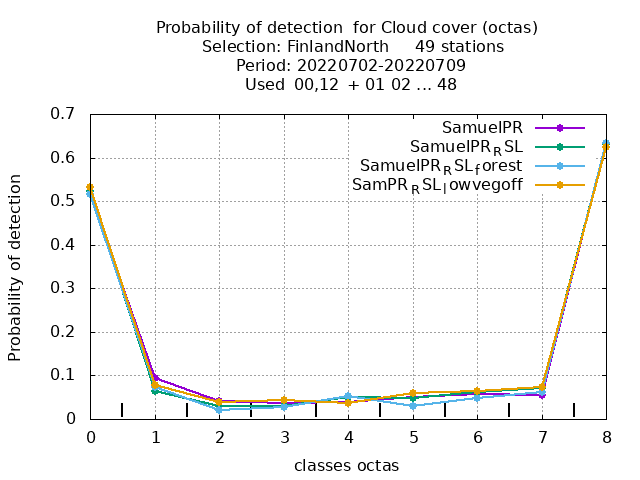 Probability of detection  for Cloud cover (octas)
Selection: FinlandNorth     49 stations
Period: 20220702-20220709
Used  00,12  + 01 02 ... 48
SamuelPR
SamuelPR_RSL
SamuelPR_RSL_forest
SamPR_RSL_lowvegoff
Probability of detection
0.7
0.6
0.5
0.4
0.3
0.2
0.1
0
0 1 2 3 4 5 6 7 8
classes octas